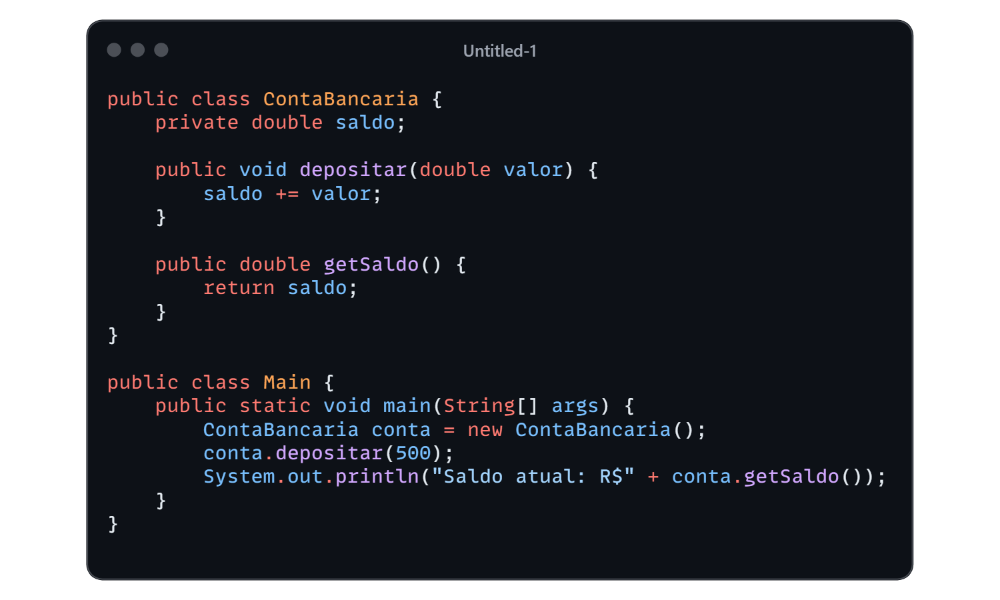 Untitled-1
public class ContaBancaria {
    private double saldo;

    public void depositar(double valor) {
        saldo += valor;
    }

    public double getSaldo() {
        return saldo;
    }
}

public class Main {
    public static void main(String[] args) {
        ContaBancaria conta = new ContaBancaria();
        conta.depositar(500);
        System.out.println("Saldo atual: R$" + conta.getSaldo());
    }
}